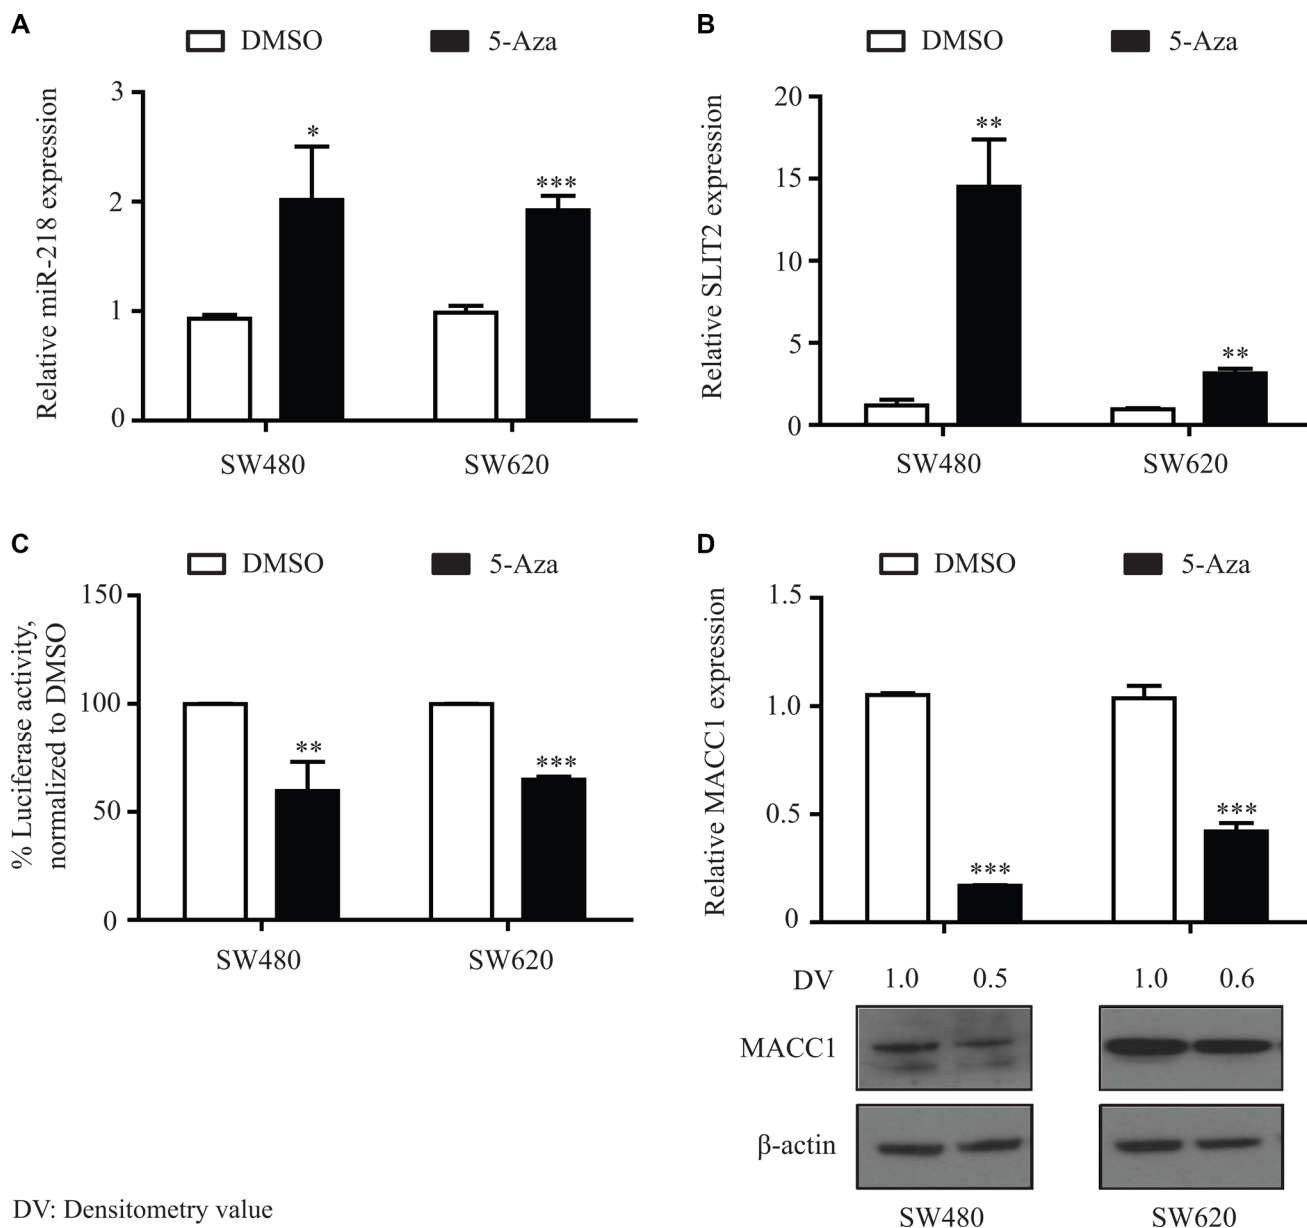 A
DMSO
5-Aza
Relative miR-218 expression
3
2
1
0
*
***
SW480
SW620
B
DMSO
5-Aza
Relative SLIT2 expression
20
15
10
5
0
**
**
SW480
SW620
C
DMSO
5-Aza
% Luciferase activity,
normalized to DMSO
150
100
50
0
**
***
SW480
SW620
D
DMSO
5-Aza
Relative MACC1 expression
1.5
1.0
0.5
0
***
***
DV 1.0 0.5 1.0 0.6
MACC1
β-actin
SW480
SW620
DV: Densitometry value